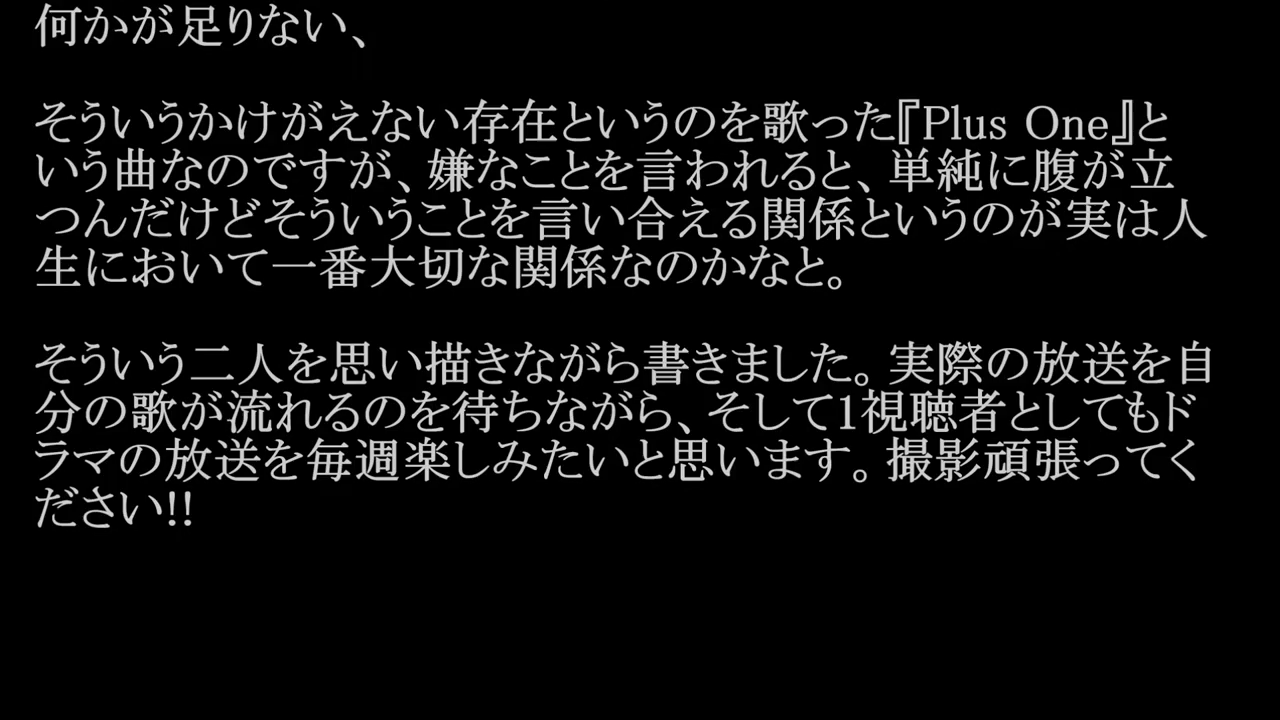 何かが足りない、
そういうかけがえない存在というのを歌った『Plus One』と
いう曲なのですが、嫌なことを言われると、単純に腹が立
つんだけどそういうことを言い合える関係というのが実は人
生において一番大切な関係なのかなと。
そういう二人を思い描きながら書きました。実際の放送を自
分の歌が流れるのを待ちながら、そして1視聴者としてもド
ラマの放送を毎週楽しみたいと思います。撮影頑張ってく
ださい!!